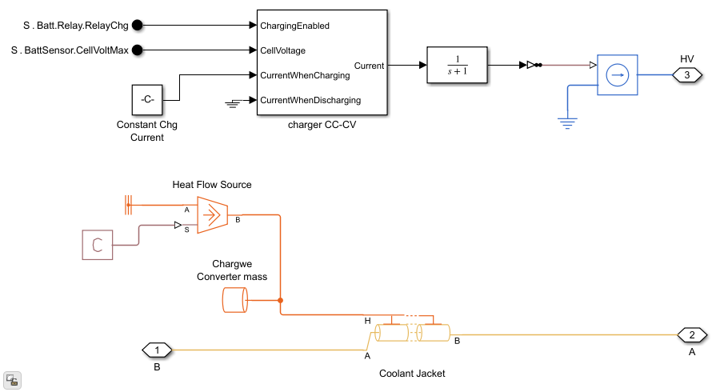 S . Batt.Relay.RelayChg
ChargingEnabled
HV
S . BattSensor.CellVoltMax
CellVoltage
Current
1
s + 1
3
CurrentWhenCharging
-C-
CurrentWhenDischarging
Constant Chg
Current
charger CC-CV
Heat Flow Source
A
B
S
C
Chargwe
Converter mass
H
B
2
A
1
A
B
Coolant Jacket